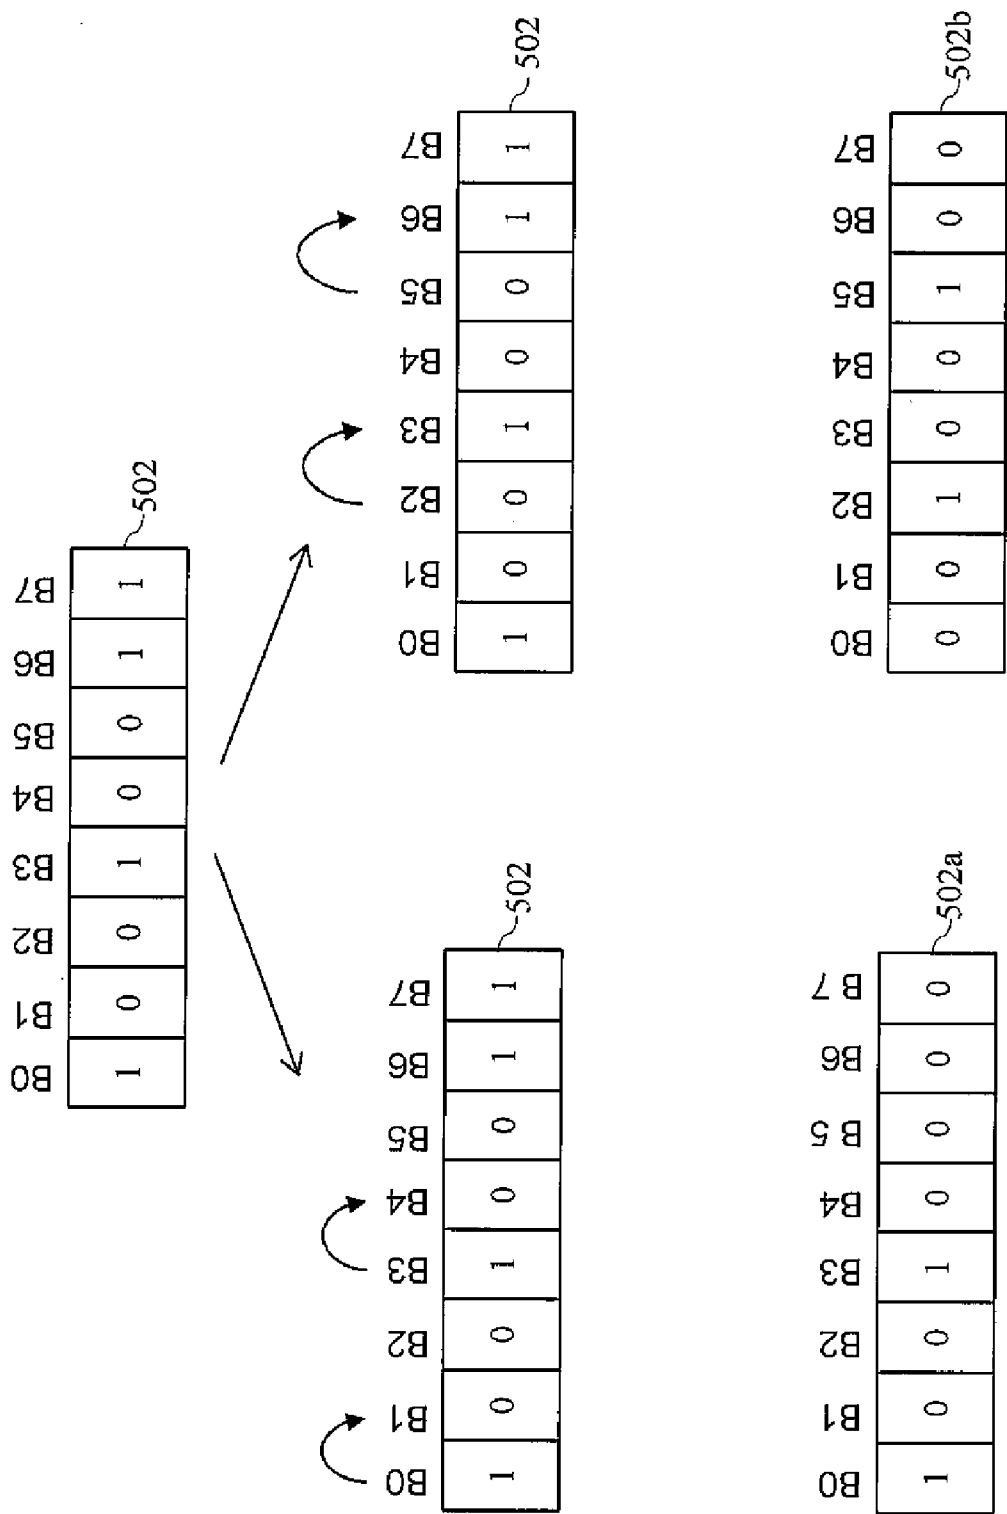 B0 B1 B2 B3 B4 B5 B6 B7
1 0 0 1 0 0 1 1
502
B0 B1 B2 B3 B4 B5 B6 B7
1 0 0 1 0 0 1 1
502
B0 B1 B2 B3 B4 B5 B6 B7
1 0 0 1 0 0 1 1
502
B0 B1 B2 B3 B4 B 5 B6 B 7
1 0 0 1 0 0 0 0
502a
B0 B1 B2 B3 B4 B5 B6 B7
0 0 1 0 0 1 0 0
502b